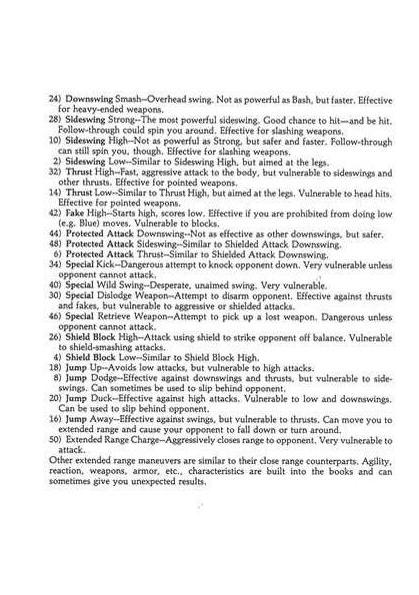 24) Downswing Smash--Overhead swing. Not as powerful as Bash, but faster. Effective
for heavy-ended weapons.
28) Sideswing Strong--The most powerful sideswing. Good chance to hit—and be hit.
Follow-through could spin you around. Effective for slashing weapons.
10) Sideswing High--Not as powerful as Strong, but safer and faster. Follow-through
can still spin you, though. Effective for slashing weapons.
2) Sideswing Low--Similar to Sideswing High, but aimed at the legs.
32) Thrust High--Fast, aggressive attack to the body, but vulnerable to sideswings and
other thrusts. Effective for pointed weapons.
14) Thrust Low--Similar to Thrust High, but aimed at the legs. Vulnerable to head hits.
Effective for pointed weapons.
42) Fake High--Starts high, scores low. Effective if you are prohibited from doing low
(e.g. Blue) moves. Vulnerable to blocks.
44) Protected Attack Downswing--Not as effective as other downswings, but safer.
48) Protected Attack Sideswing--Similar to Shielded Attack Downswing.
6) Protected Attack Thrust--Similar to Shielded Attack Downswing.
34) Special Kick--Dangerous attempt to knock opponent down. Very vulnerable unless
opponent cannot attack.
40) Special Wild Swing--Desperate, unaimed swing. Very vulnerable.
30) Special Dislodge Weapon--Attempt to disarm opponent. Effective against thrusts
and fakes, but vulnerable to aggressive or shielded attacks.
46) Special Retrieve Weapon--Attempt to pick up a lost weapon. Dangerous unless
opponent cannot attack.
26) Shield Block High--Attack using shield to strike opponent off balance. Vulnerable
to shield-smashing attacks.
4) Shield Block Low--Similar to Shield Block High.
18) Jump Up--Avoids low attacks, but vulnerable to high attacks.
8) Jump Dodge--Effective against downswings and thrusts, but vulnerable to side-
swings. Can sometimes be used to slip behind opponent.
20) Jump Duck--Effective against high attacks. Vulnerable to low and downswings.
Can be used to slip behind opponent.
16) Jump Away--Effective against swings, but vulnerable to thrusts. Can move you to
extended range and cause your opponent to fall down or turn around.
50) Extended Range Charge--Aggressively closes range to opponent. Very vulnerable to
attack.
Other extended range maneuvers are similar to their close range counterparts. Agility,
reaction, weapons, armor, etc., characteristics are built into the books and can
sometimes give you unexpected results.